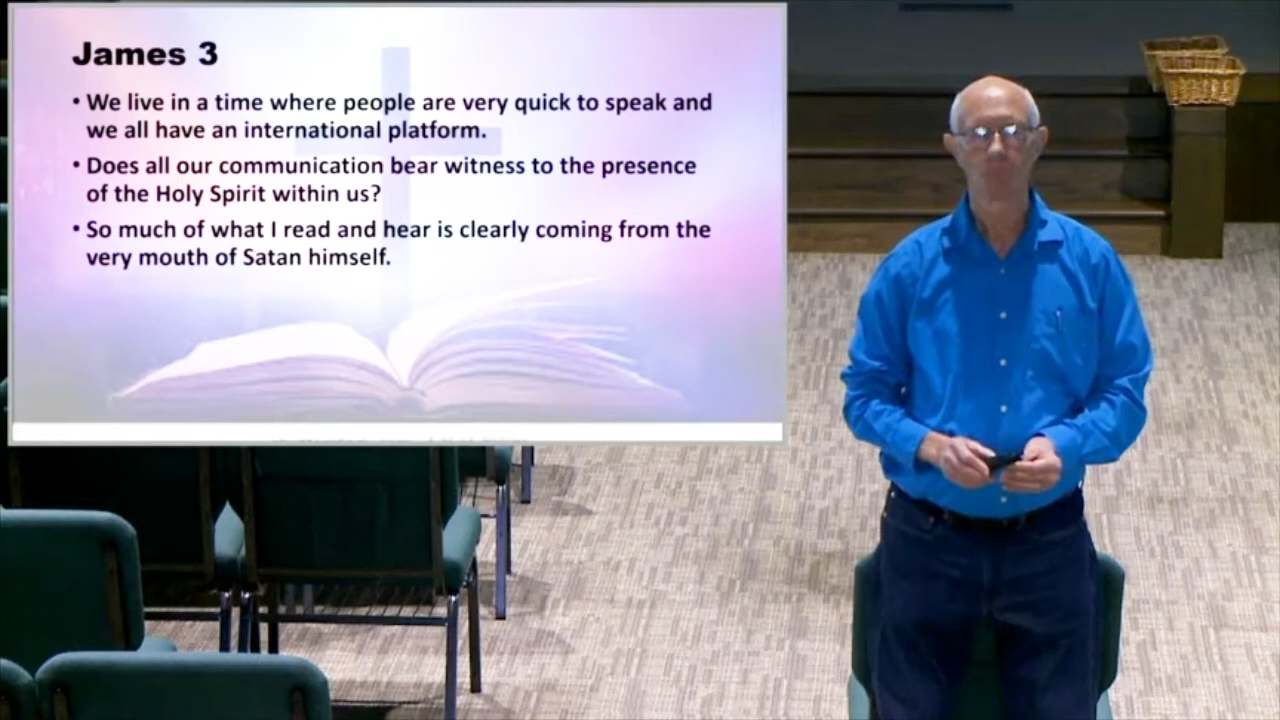 James 3
• We live in a time where people are very quick to speak and
we all have an international platform.
• Does all our communication bear witness to the presence
of the Holy Spirit within us?
• So much of what I read and hear is clearly coming from the
very mouth of Satan himself.